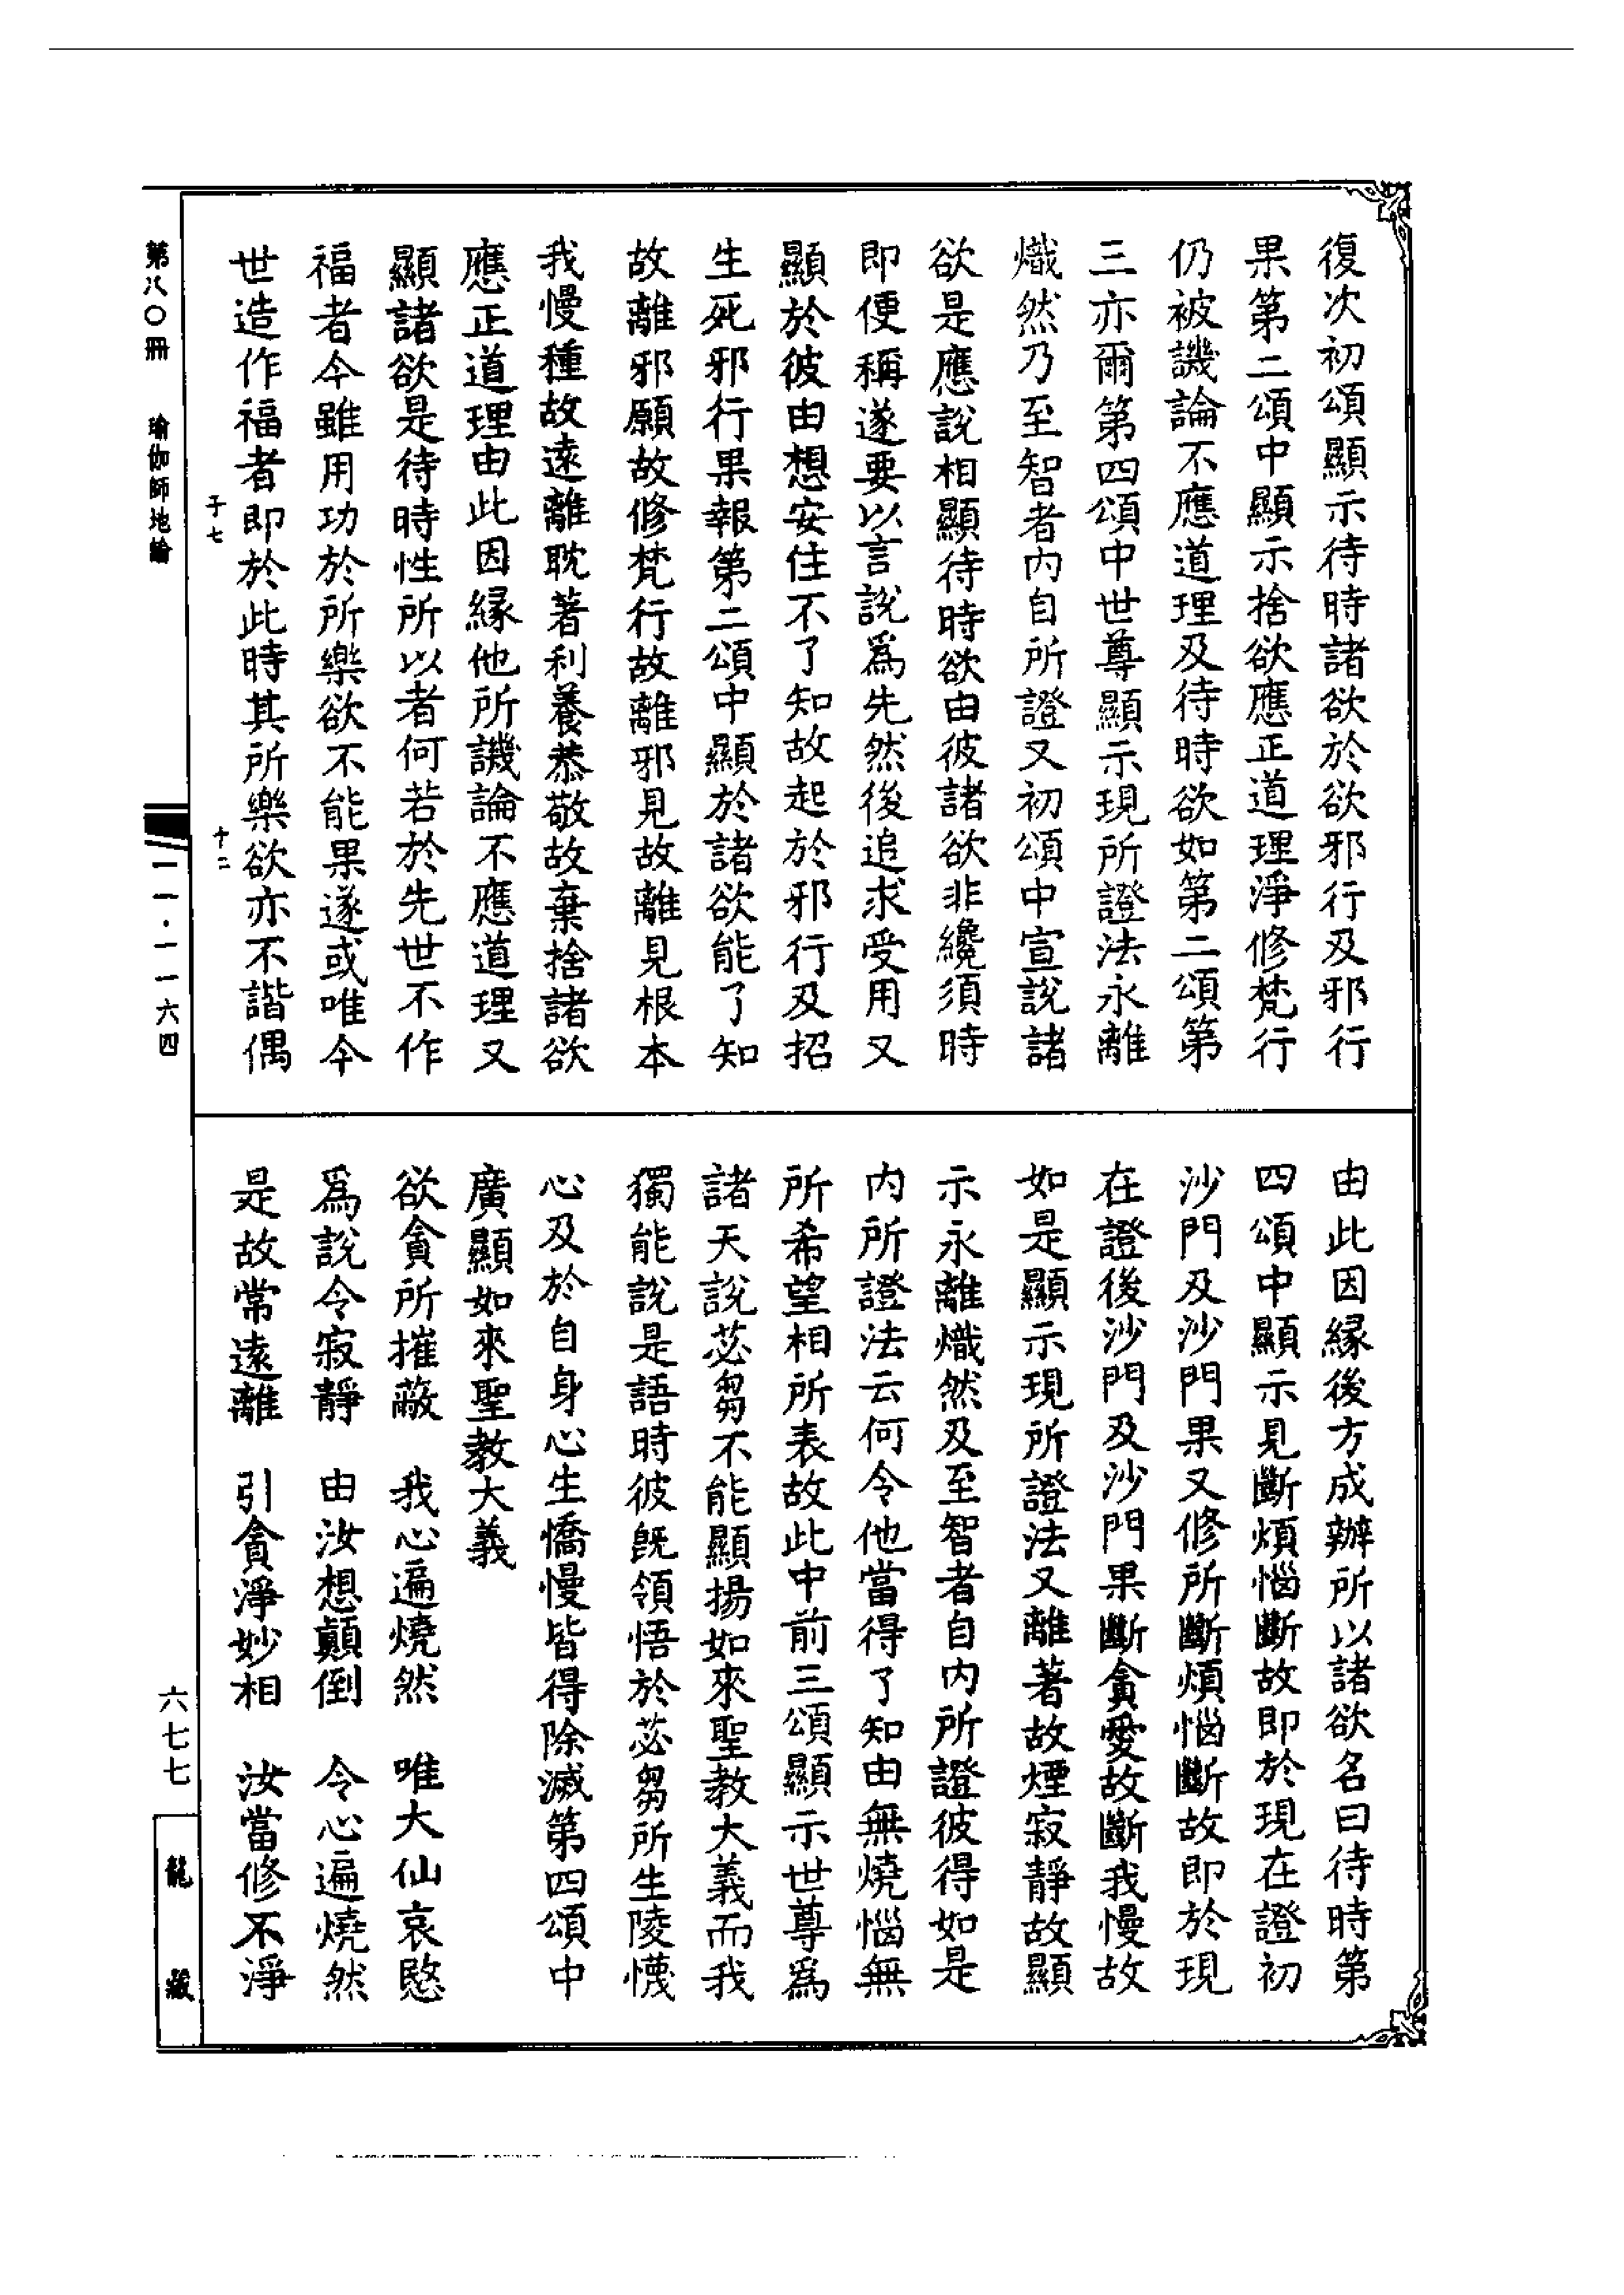 復次初頌顯示待時諸欲於欲邪行及邪行
果第二頌中顯示捨欲應正道理淨修梵行
仍被譏論不應道理及待時欲如第二頌第
三亦爾第四頌中世尊顯示現所證法永離
熾然乃至智者內自所證又初頌中宣說諸
欲是應說相顯待時欲由彼諸欲非纔須時
即便稱遂要以言說爲先然後追求受用又
顯於彼由想安住不了知故起於邪行及招
生死邪行果報第二頌中顯於諸欲能了知
故離邪願故修梵行故離邪見故離見根本
我慢種故遠離耽著利養恭敬故棄捨諸欲
應正道理由此因緣他所譏論不應道理又
顯諸欲是待時性所以者何若於先世不作
福者今雖用功於所樂欲不能果遂或唯今
世造作福者即於此時其所樂欲亦不諧偶
由此因緣後方成辦所以諸欲名曰待時第
四頌中顯示見斷煩惱斷故即於現在證初
沙門及沙門果又修所斷煩惱斷故即於現
在證後沙門及沙門果斷貪愛故斷我慢故
如是顯示現所證法又離著故煙寂靜故顯
示永離熾然及至智者自內所證彼得如是
內所證法云何令他當得了知由無燒惱無
所希望相所表故此中前三頌顯示世尊爲
諸天說苾芻不能顯揚如來聖教大義而我
獨能說是語時彼既領悟於苾芻所生陵懱
心及於自身心生憍慢皆得除滅第四頌中
廣顯如來聖教大義
欲貪所摧蔽　我心遍燒然　唯大仙哀愍
爲說令寂靜　由汝想顛倒　令心遍燒然
是故常遠離　引貪淨妙相　汝當修不淨
于七　十二
第八〇冊　瑜伽師地論
一一·一一六四
六七七
龍藏